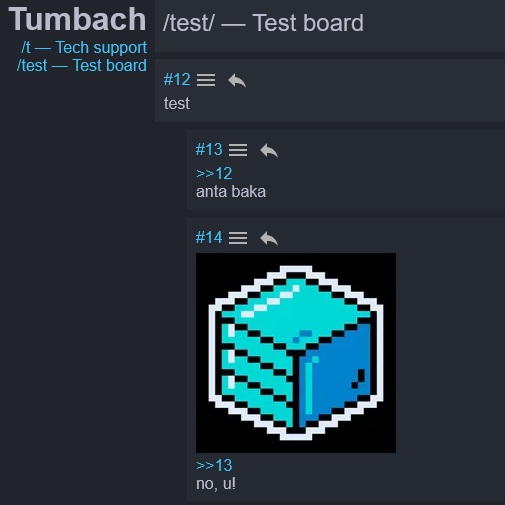 Tumbach
/t — Tech support
/test — Test board
/test/ — Test board
#12
test
#13
>>12
anta baka
#14
>>13
no, u!